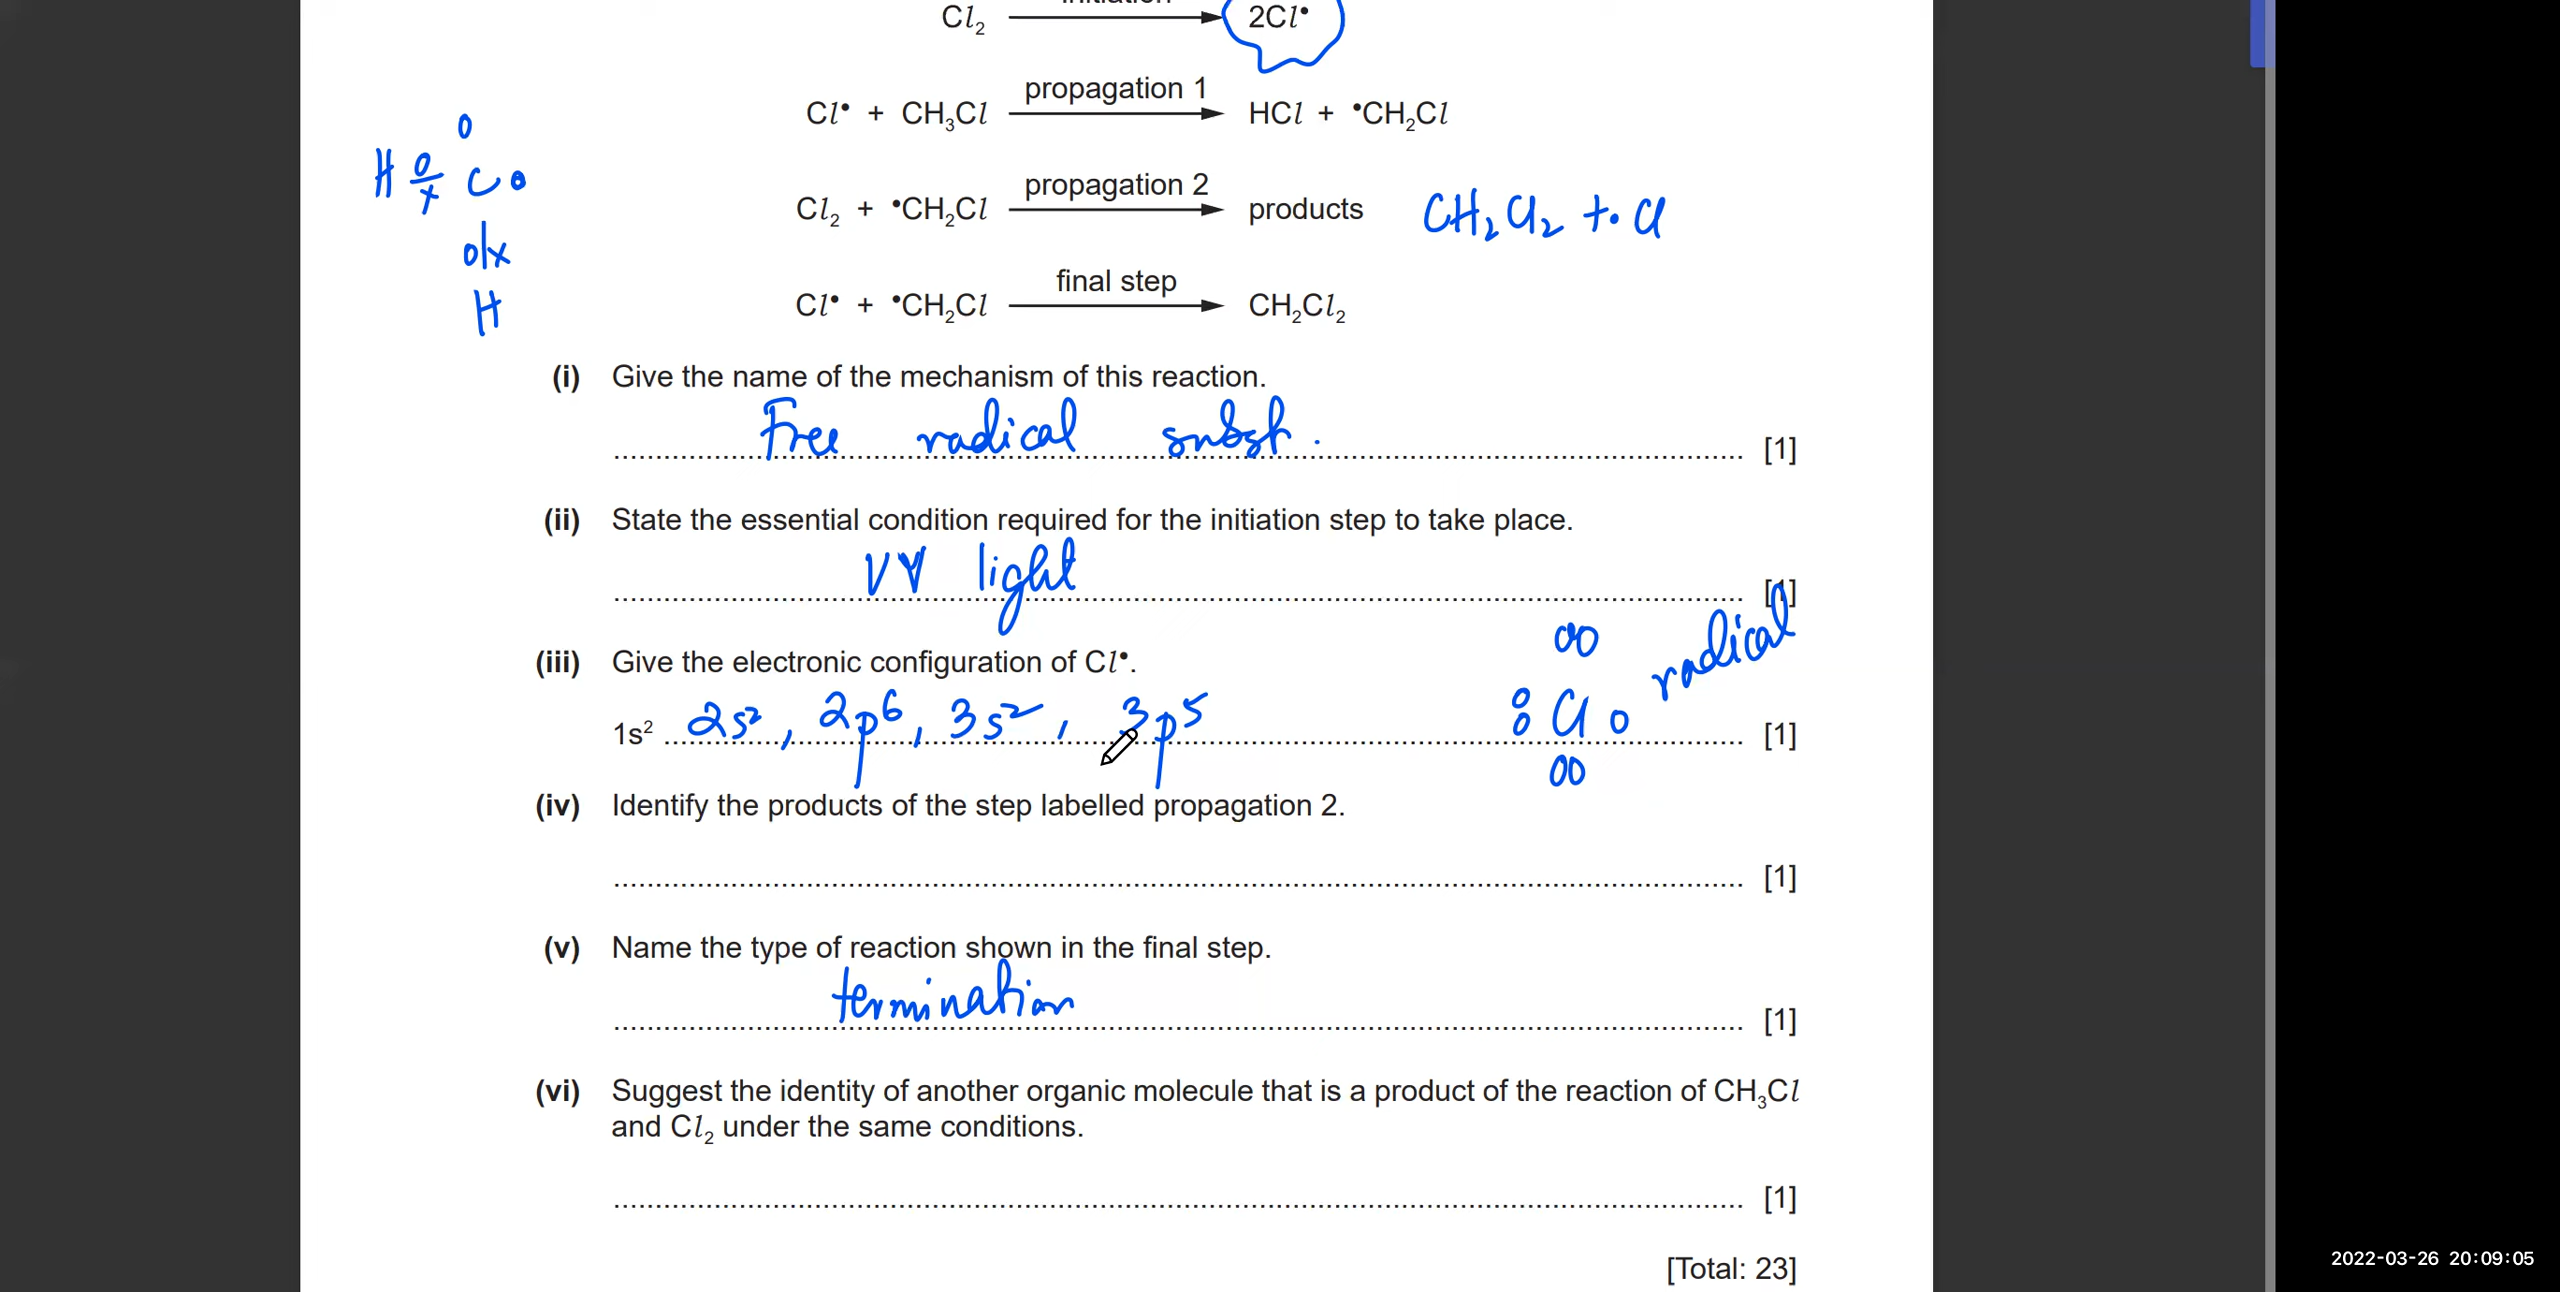 Cl₂ → 2Cl•
propagation 1
Cl• + CH₃Cl → HCl + •CH₂Cl
propagation 2
Cl₂ + •CH₂Cl → products CH₂Cl₂ + •Cl
final step
Cl• + •CH₂Cl → CH₂Cl₂
o
H o x C o
o|x
H
(i) Give the name of the mechanism of this reaction.
Free radical subst. [1]
(ii) State the essential condition required for the initiation step to take place.
light [1]
(iii) Give the electronic configuration of Cl•.
radical
1s² 2s², 2p⁶, 3s², 3p⁵ Cl [1]
(iv) Identify the products of the step labelled propagation 2.
[1]
(v) Name the type of reaction shown in the final step.
termination [1]
(vi) Suggest the identity of another organic molecule that is a product of the reaction of CH₃Cl
and Cl₂ under the same conditions.
[1]
[Total: 23]
2022-03-26 20:09:05